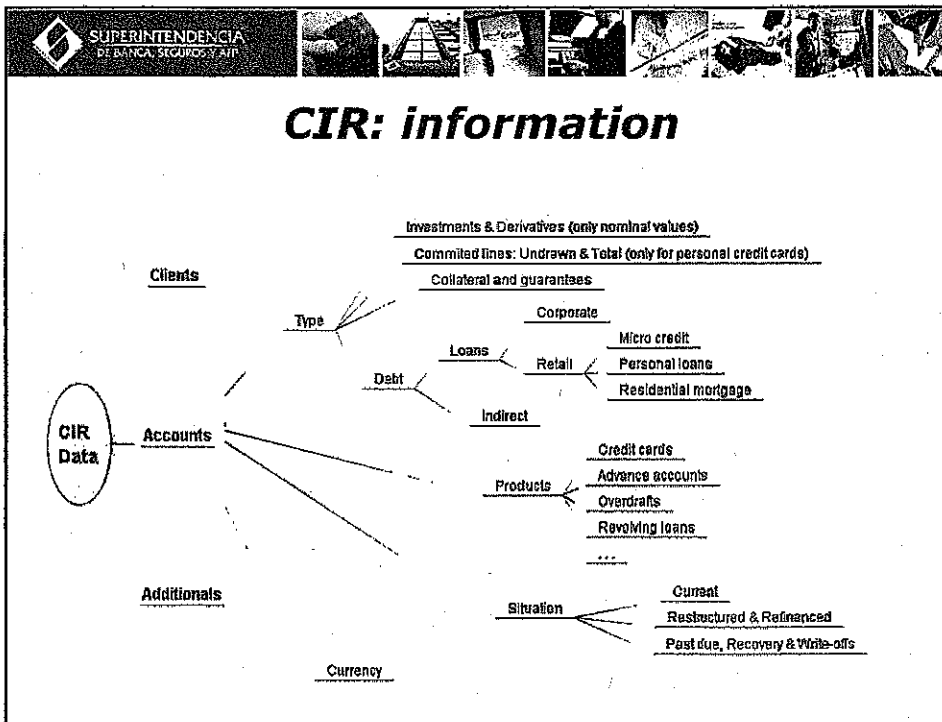 SUPERINTENDENCIA
DE BANCA, SEGUROS Y AFP
CIR: information
Investments & Derivatives (only nominal values)
Commited lines: Undrawn & Total (only for personal credit cards)
Clients
Collateral and guarantees
Type
Corporate
Micro credit
Loans
Retail
Personal loans
Debt
Residential mortgage
Indirect
CIR
Data
Accounts
Credit cards
Products
Advance accounts
Overdrafts
Revolving loans
...
Additionals
Situation
Current
Restructured & Refinanced
Past due, Recovery & Write-offs
Currency